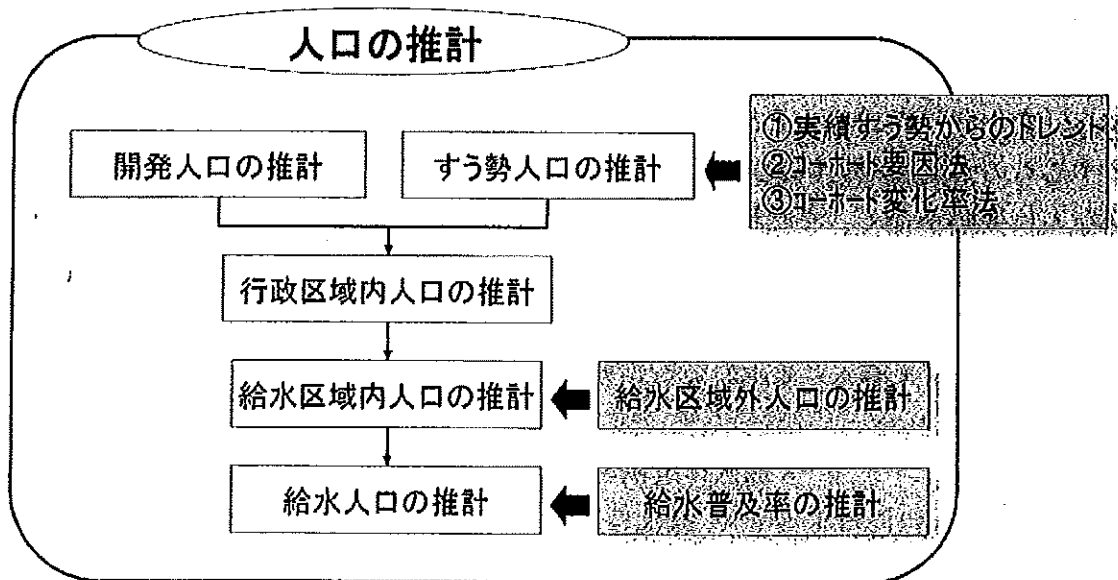 人口の推計
開発人口の推計
すう勢人口の推計
①実績すう勢からのトレンド
②コーホート要因法
③コーホート変化率法
行政区域内人口の推計
給水区域内人口の推計
給水区域外人口の推計
給水人口の推計
給水普及率の推計